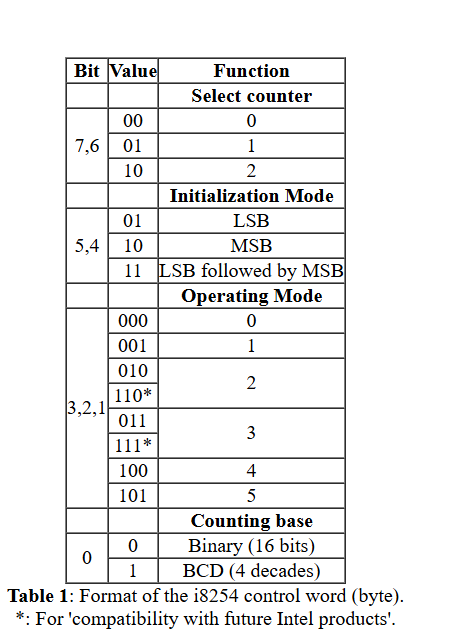 Bit Value Function
Select counter
00 0
7,6 01 1
10 2
Initialization Mode
01 LSB
5,4 10 MSB
11 LSB followed by MSB
Operating Mode
000 0
001 1
010
2
110*
3,2,1
011
3
111*
100 4
101 5
Counting base
0 Binary (16 bits)
0
1 BCD (4 decades)
Table 1: Format of the i8254 control word (byte).
*: For 'compatibility with future Intel products'.